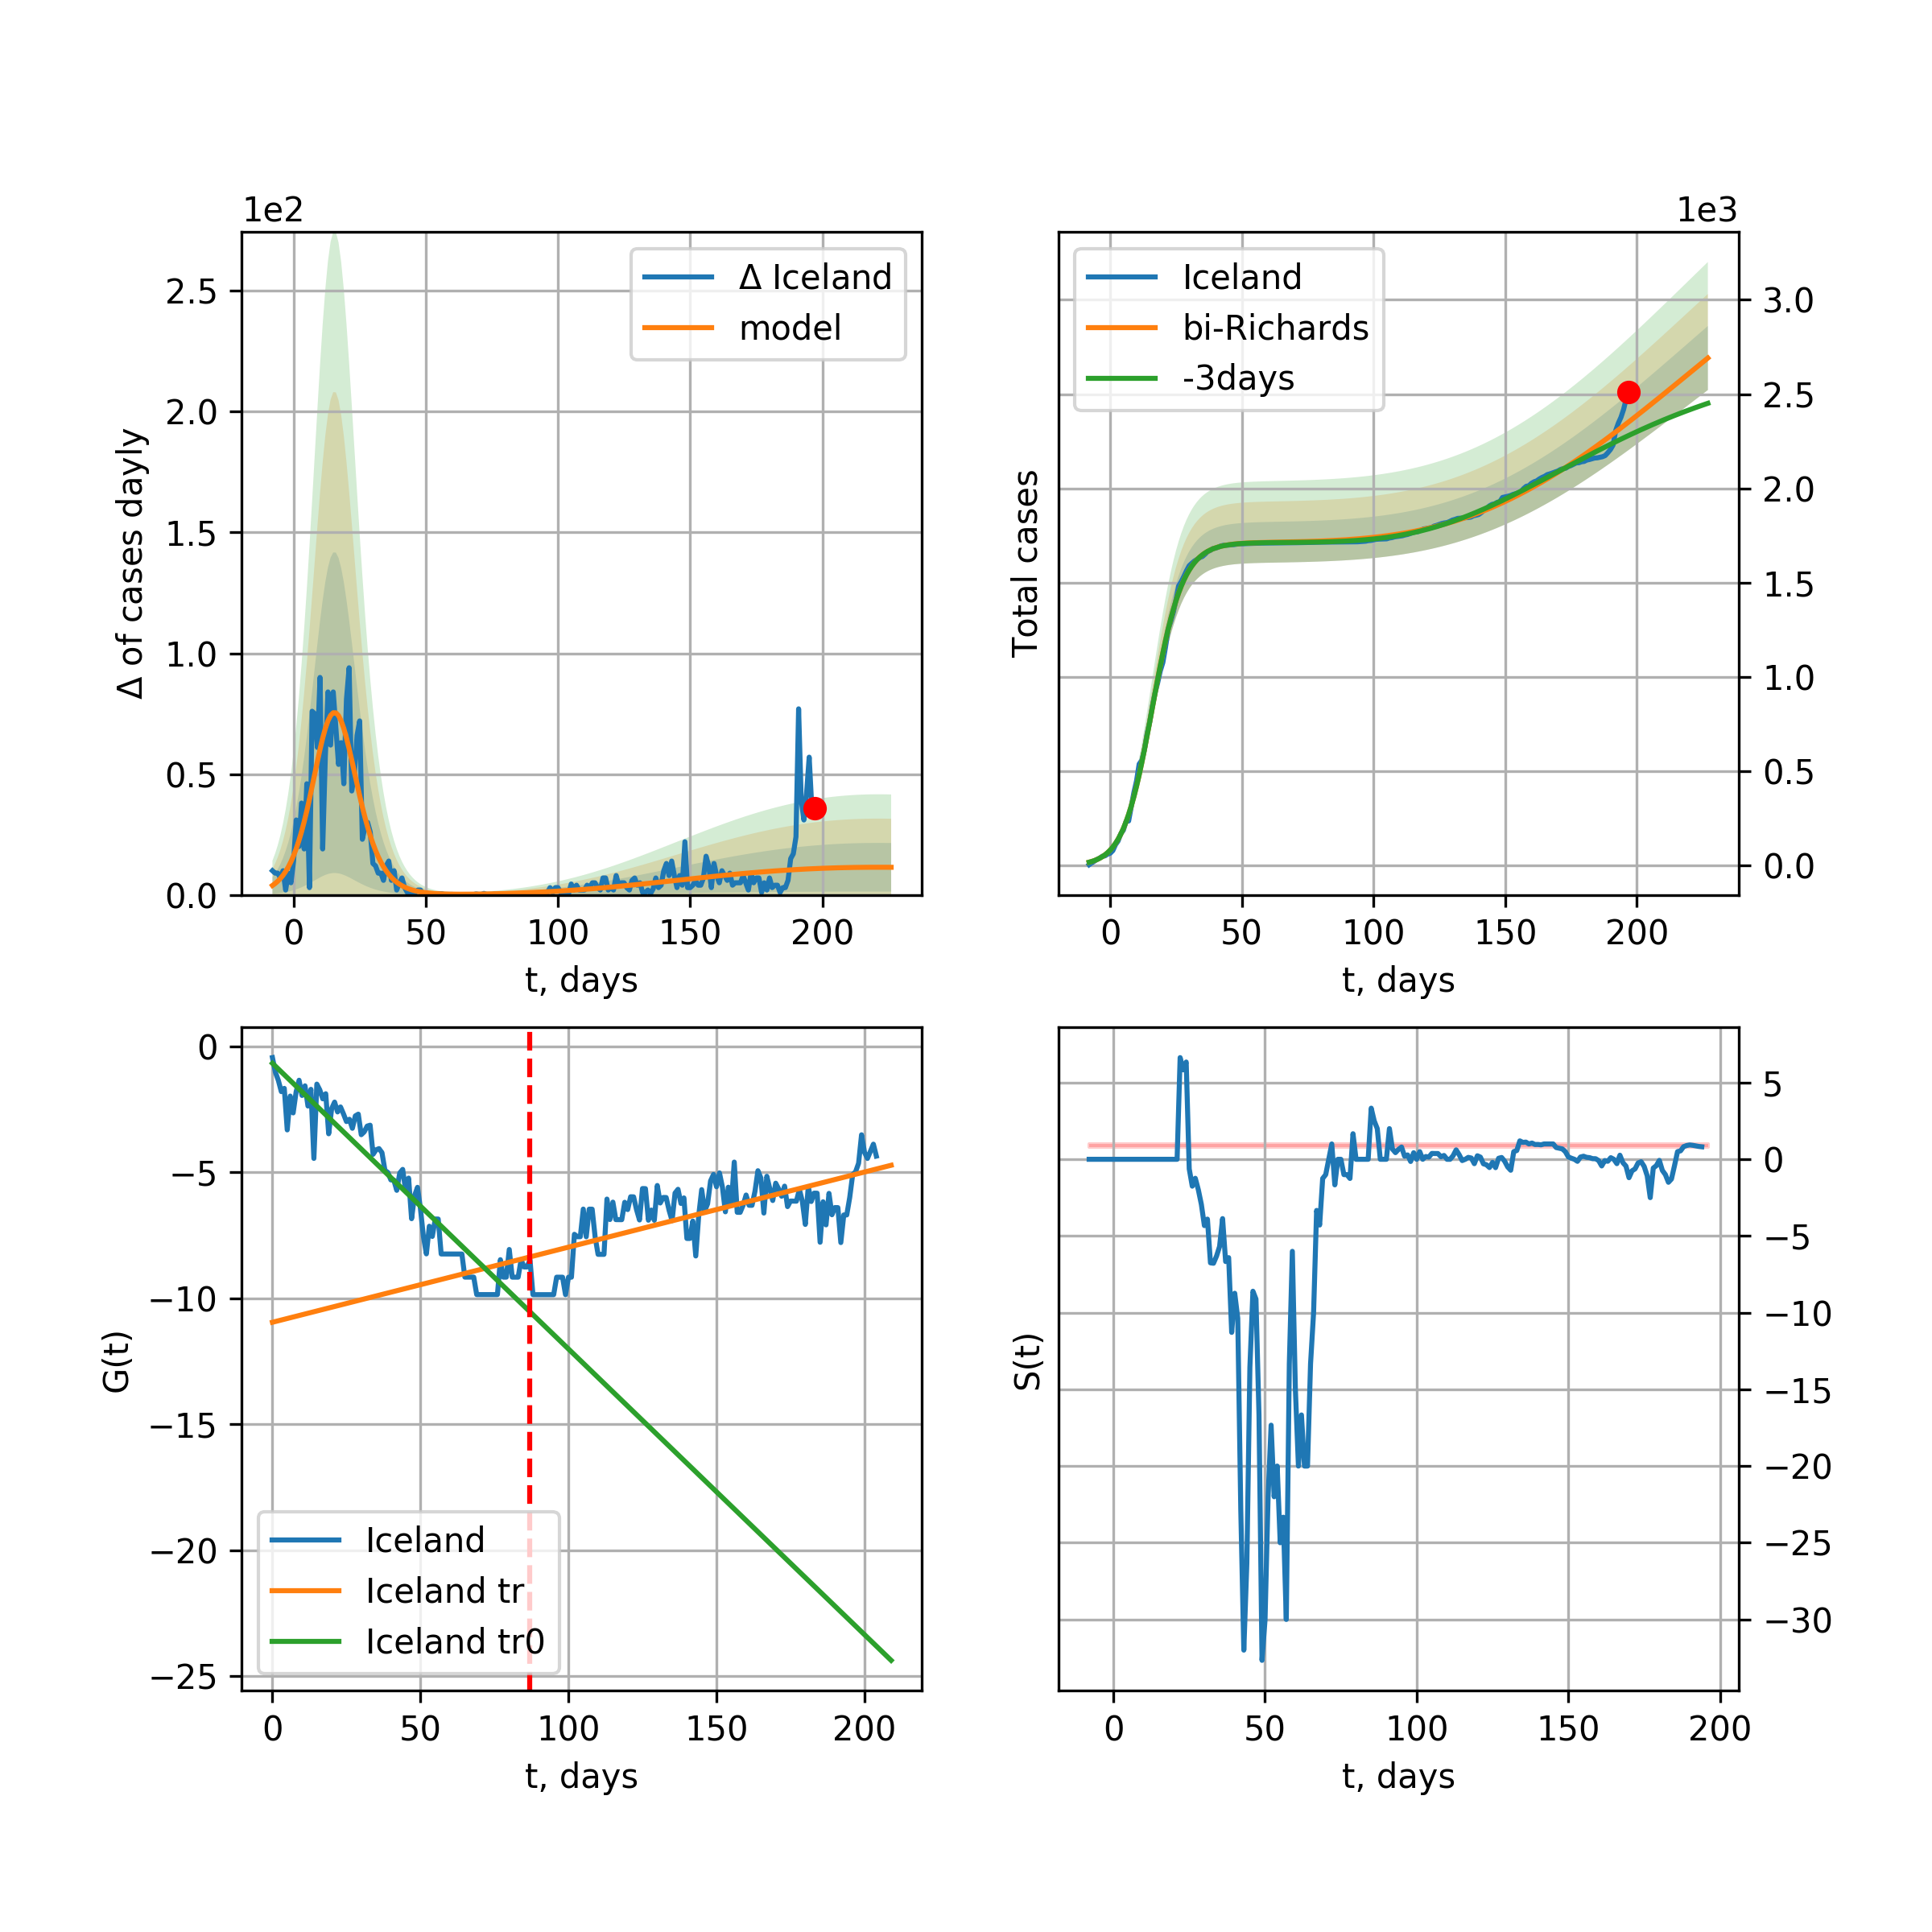 1e2
2.5
2.0
1.5
1.0
0.5
0.0
Δ of cases dayly
Δ Iceland
model
0
50
100
150
200
t, days
1e3
Iceland
bi-Richards
-3days
Total cases
3.0
2.5
2.0
1.5
1.0
0.5
0.0
0
50
100
150
200
t, days
0
−5
−10
−15
−20
−25
G(t)
Iceland
Iceland tr
Iceland tr0
0
50
100
150
200
t, days
S(t)
5
0
−5
−10
−15
−20
−25
−30
0
50
100
150
200
t, days